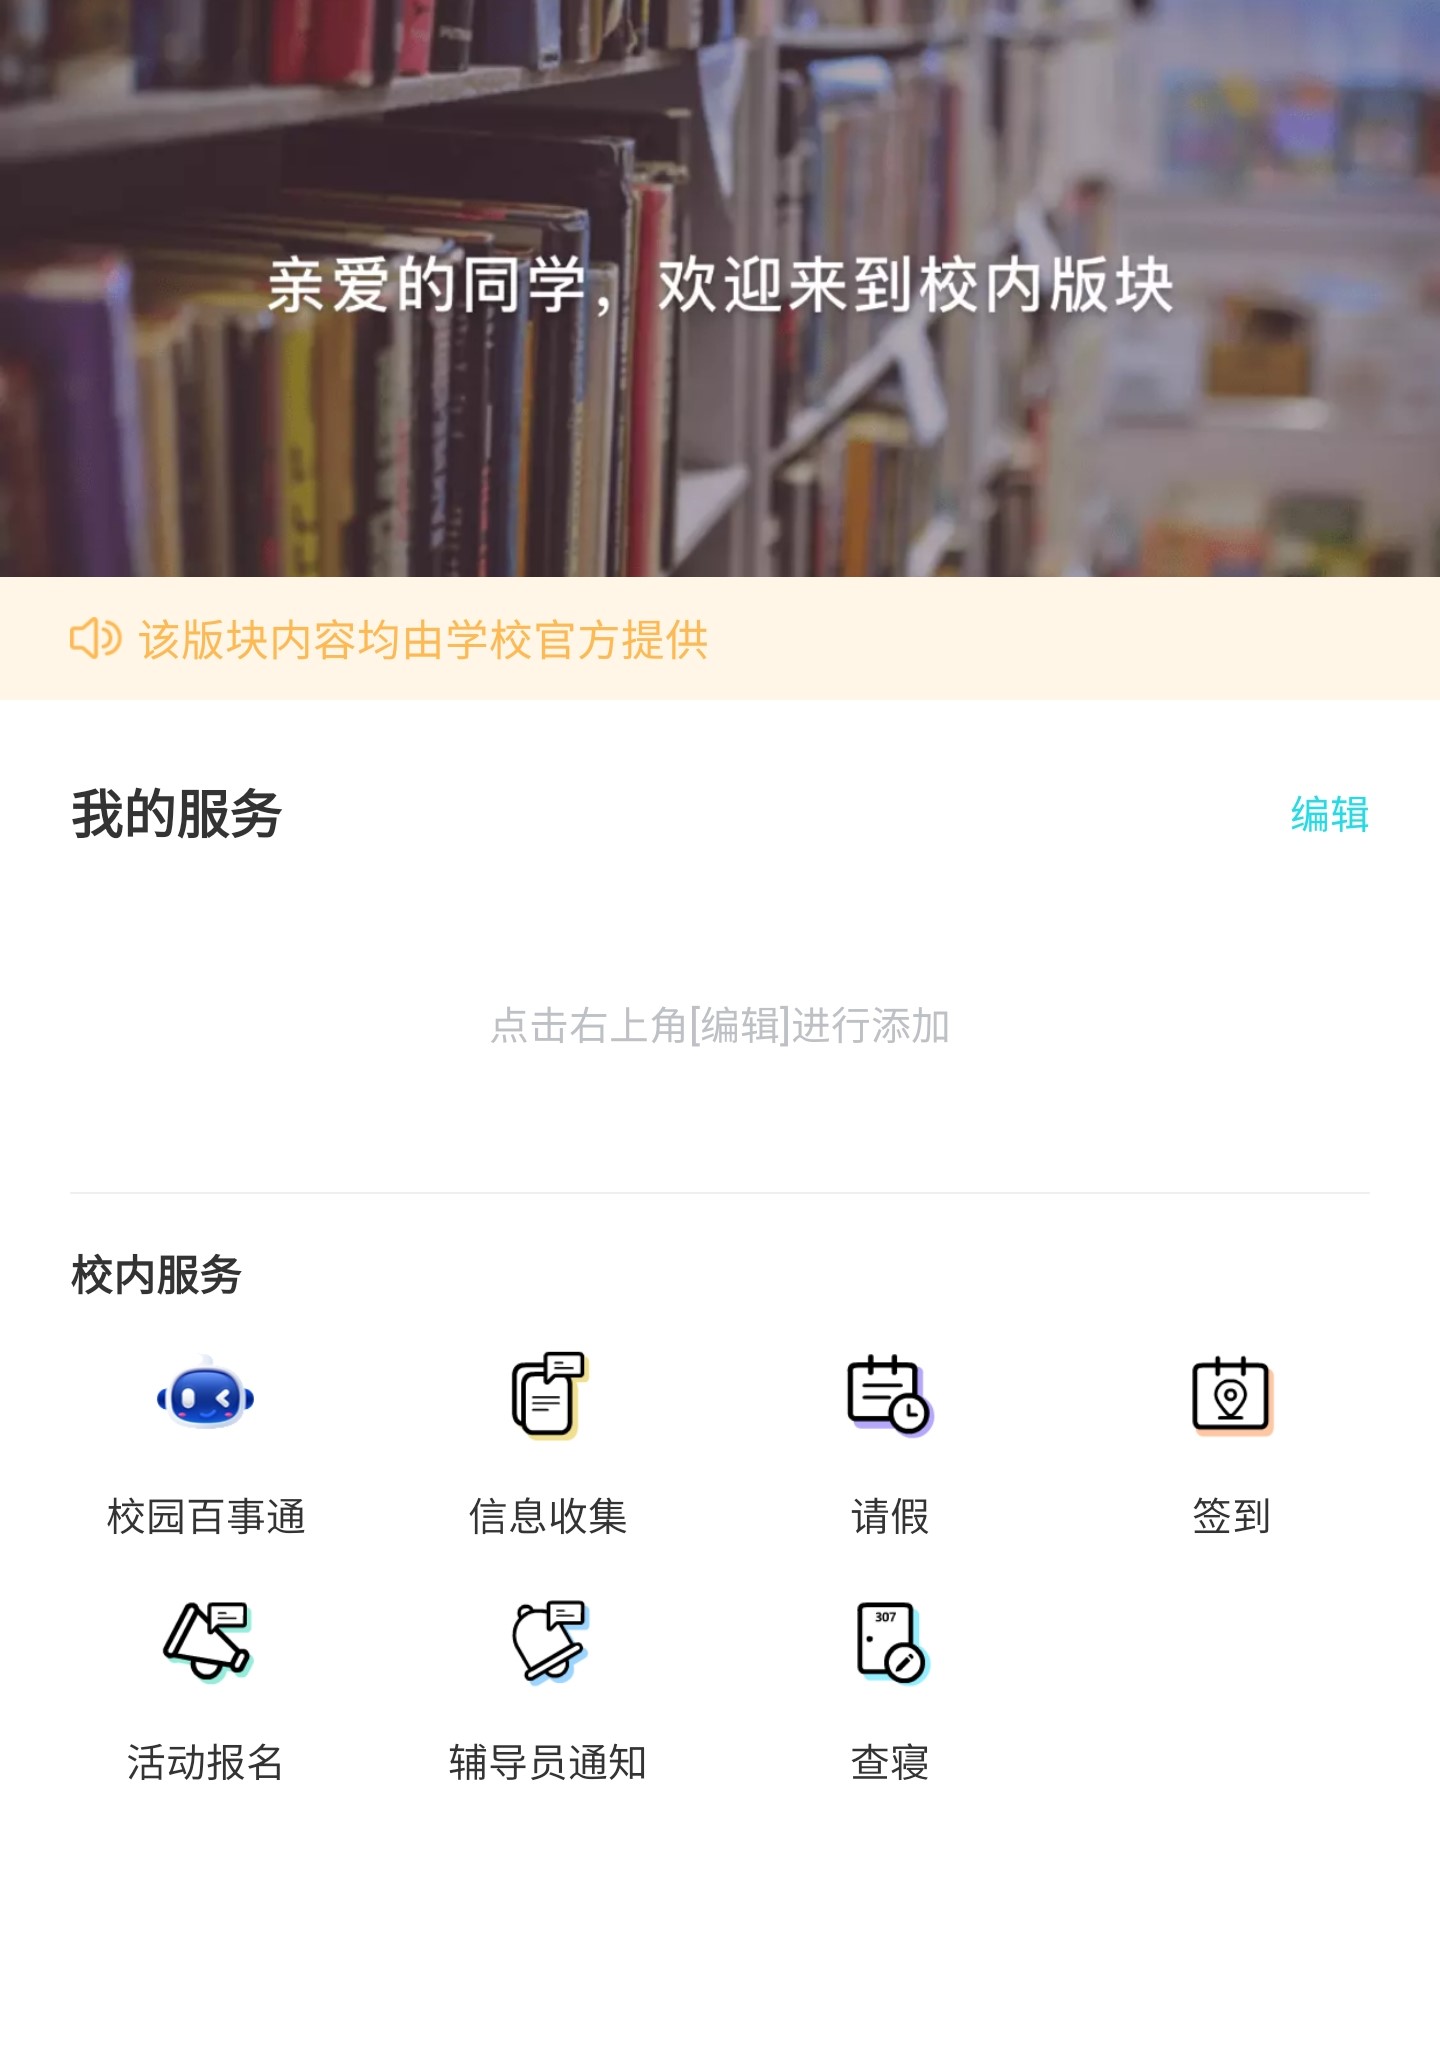 亲爱的同学，欢迎来到校内版块
该版块内容均由学校官方提供
我的服务
编辑
点击右上角[编辑]进行添加
校内服务
校园百事通
信息收集
请假
签到
307
活动报名
辅导员通知
查寝